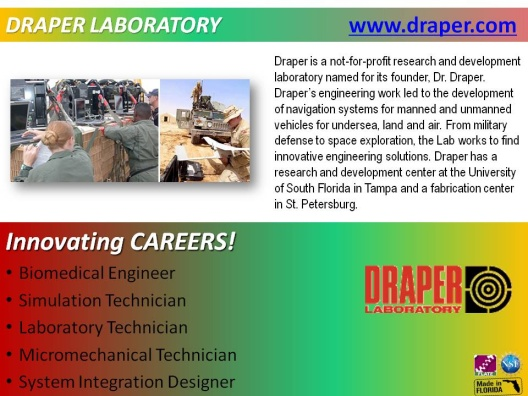 DRAPER LABORATORY www.draper.com
Draper is a not-for-profit research and development
laboratory named for its founder, Dr. Draper.
Draper's engineering work led to the development
of navigation systems for manned and unmanned
vehicles for undersea, land and air. From military
defense to space exploration, the Lab works to find
innovative engineering solutions. Draper has a
research and development center at the University
of South Florida in Tampa and a fabrication center
in St. Petersburg.
Innovating CAREERS!
• Biomedical Engineer
• Simulation Technician
• Laboratory Technician
• Micromechanical Technician
• System Integration Designer
DRAPER
LABORATORY
NSF
Made in
FLORIDA